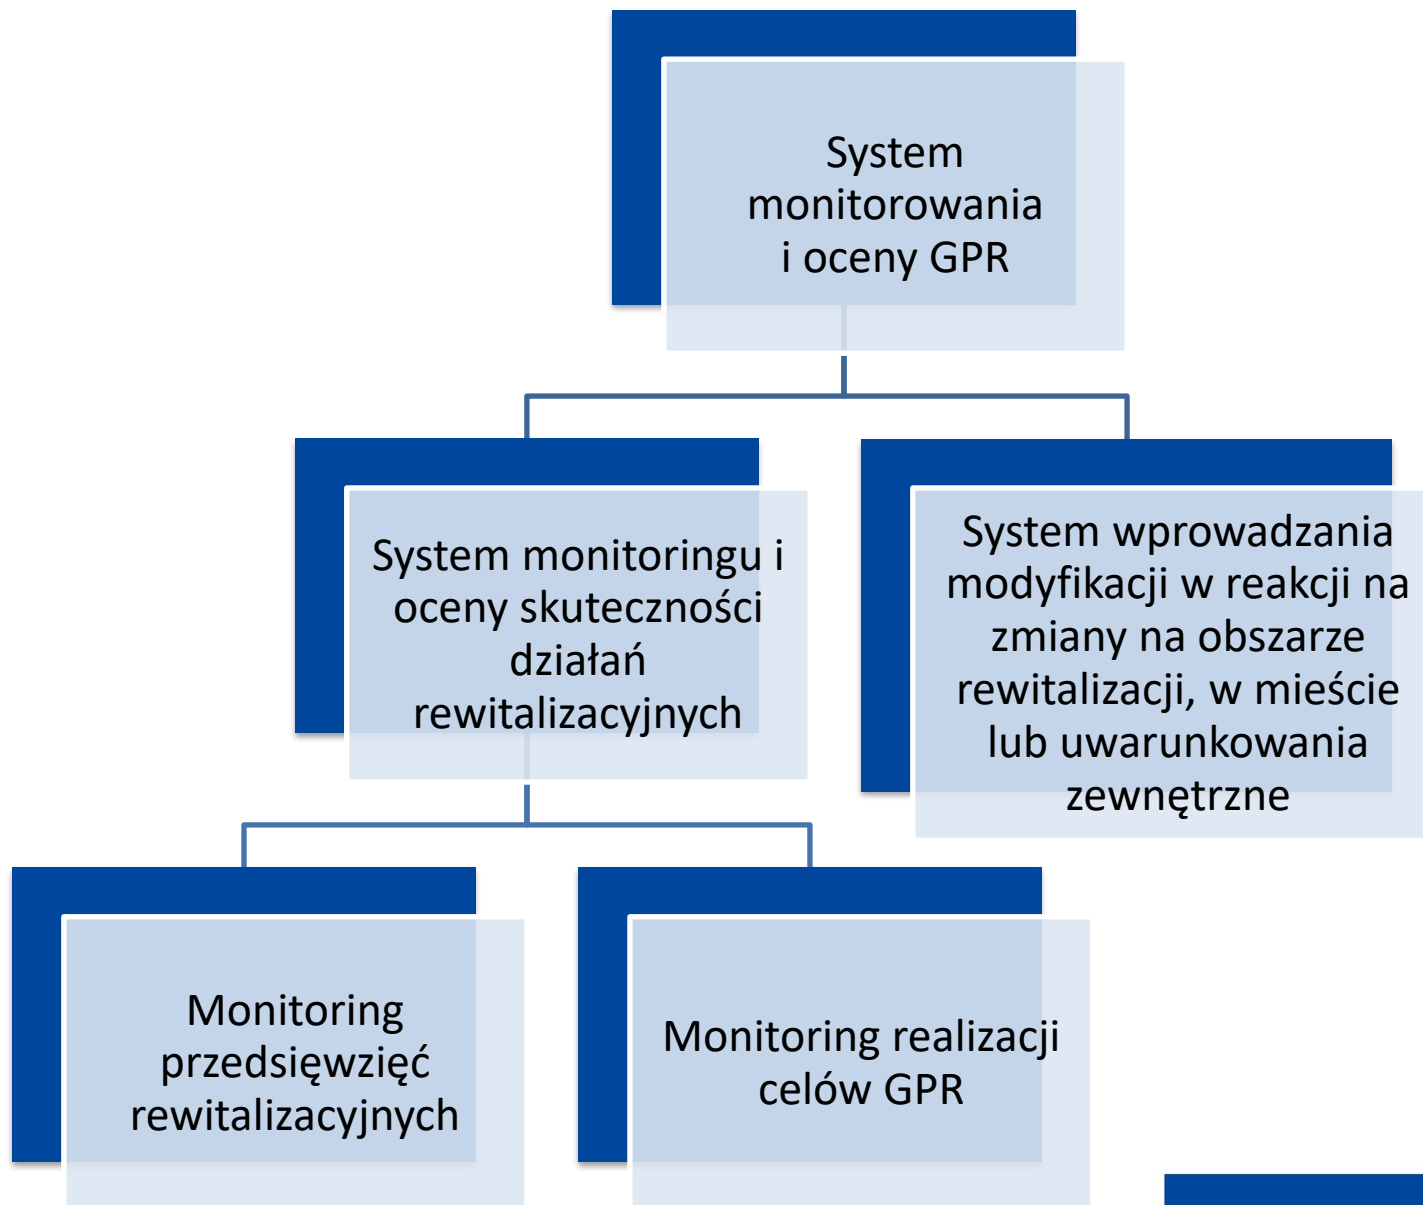 System
monitorowania
i oceny GPR
System monitoringu i
oceny skuteczności
działań
rewitalizacyjnych
System wprowadzania
modyfikacji w reakcji na
zmiany na obszarze
rewitalizacji, w mieście
lub uwarunkowania
zewnętrzne
Monitoring
przedsięwzięć
rewitalizacyjnych
Monitoring realizacji
celów GPR